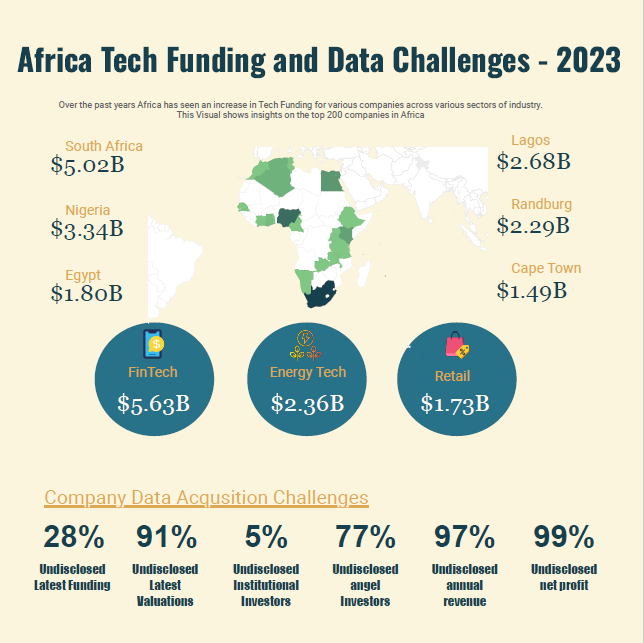 Africa Tech Funding and Data Challenges - 2023
Over the past years Africa has seen an increase in Tech Funding for various companies across various sectors of industry.
This Visual shows insights on the top 200 companies in Africa
South Africa
$5.02B
Nigeria
$3.34B
Egypt
$1.80B
Lagos
$2.68B
Randburg
$2.29B
Cape Town
$1.49B
FinTech
$5.63B
Energy Tech
$2.36B
Retail
$1.73B
Company Data Acqusition Challenges
28%
Undisclosed
Latest Funding
91%
Undisclosed
Latest
Valuations
5%
Undisclosed
Institutional
Investors
77%
Undisclosed
angel
Investors
97%
Undisclosed
annual
revenue
99%
Undisclosed
net profit